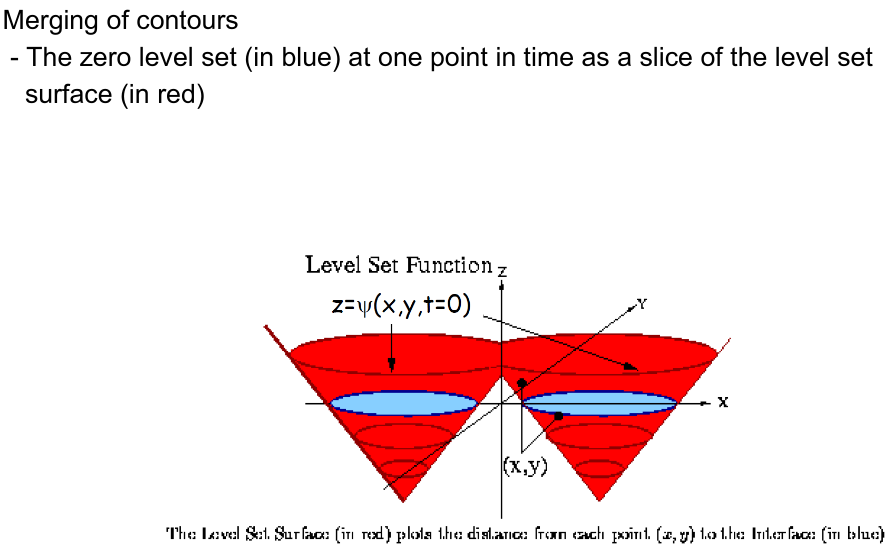 Merging of contours
- The zero level set (in blue) at one point in time as a slice of the level set
surface (in red)
Level Set Function
z
z=ψ(x,y,t=0)
Y
X
(x,y)
The Level Set Surface (in red) plots the distance from each point (x, y) to the Interface (in blue)